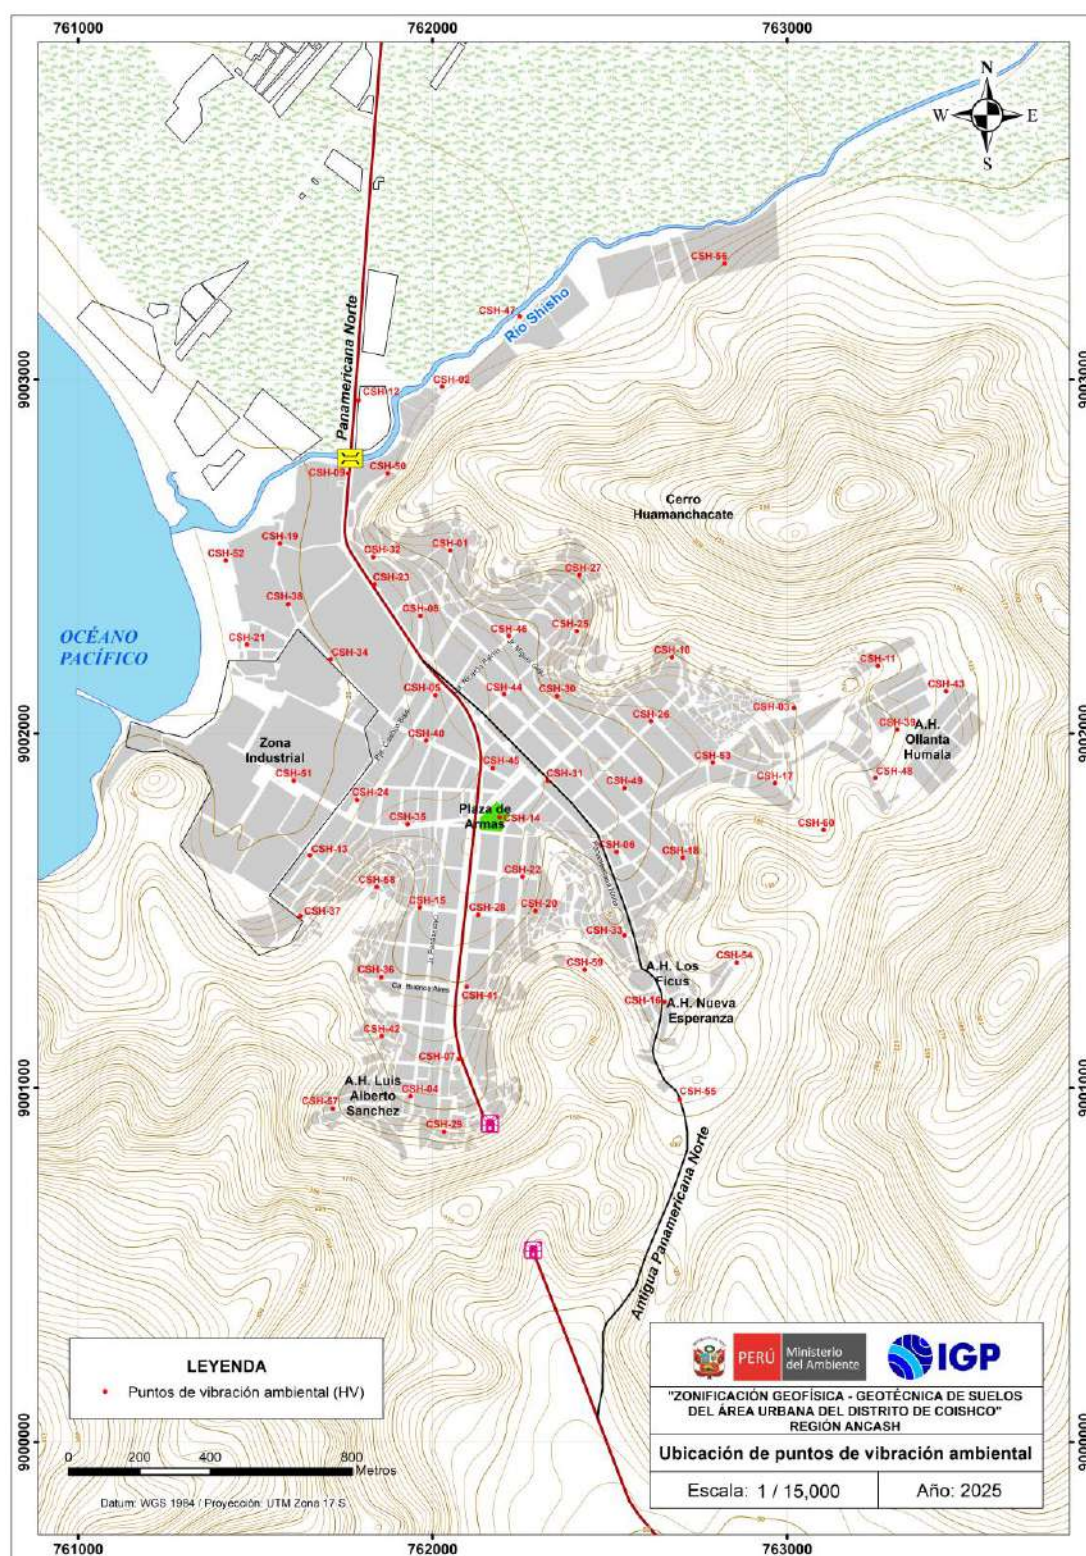 761000
762000
763000
N
W
E
S
CSH-56
Río Shisho
CSH-47
Panamericana Norte
9003000
9003000
CSH-02
CSH-12
CSH-09
CSH-50
Cerro
Huamanchacate
CSH-19
CSH-01
CSH-52
CSH-32
CSH-27
CSH-23
CSH-38
CSH-08
CSH-25
CSH-46
OCÉANO
PACÍFICO
CSH-21
CSH-34
CSH-10
CSH-11
CSH-05
CSH-44
CSH-30
CSH-43
CSH-03
CSH-26
CSH-39
A.H.
Ollanta
Humala
9002000
9002000
CSH-40
Zona
Industrial
CSH-53
CSH-45
CSH-31
CSH-51
CSH-49
CSH-17
CSH-48
CSH-24
Plaza de
Armas
CSH-14
CSH-35
CSH-60
CSH-13
CSH-06
CSH-18
CSH-22
CSH-58
CSH-15
CSH-28
CSH-20
CSH-37
CSH-33
CSH-54
CSH-59
A.H. Los
Ficus
CSH-36
Ca. Buenos Aires
CSH-41
CSH-16
A.H. Nueva
Esperanza
CSH-42
CSH-07
A.H. Luis
Alberto
Sanchez
CSH-04
CSH-57
CSH-29
CSH-55
9001000
9001000
Antigua Panamericana Norte
LEYENDA
Puntos de vibración ambiental (HV)
0 200 400 800
Metros
Datum: WGS 1984 / Proyección: UTM Zona 17 S
PERÚ
Ministerio
del Ambiente
IGP
"ZONIFICACIÓN GEOFÍSICA - GEOTÉCNICA DE SUELOS
DEL ÁREA URBANA DEL DISTRITO DE COISHCO"
REGIÓN ANCASH
Ubicación de puntos de vibración ambiental
Escala: 1 / 15,000
Año: 2025
9000000
9000000
761000
762000
763000